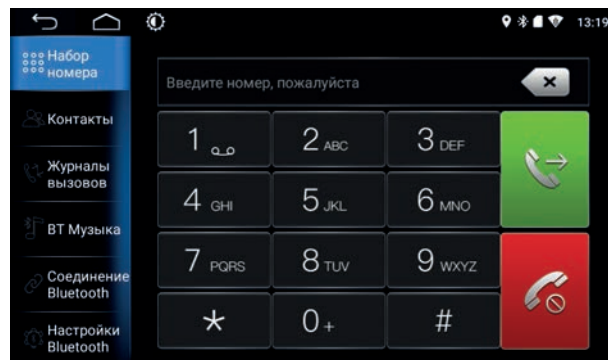 13:19
Набор
номера
Введите номер, пожалуйста
Контакты
Журналы
вызовов
ВТ Музыка
Соединение
Bluetooth
Настройки
Bluetooth
1 2 ABC 3 DEF
4 GHI 5 JKL 6 MNO
7 PQRS 8 TUV 9 WXYZ
* 0 + #